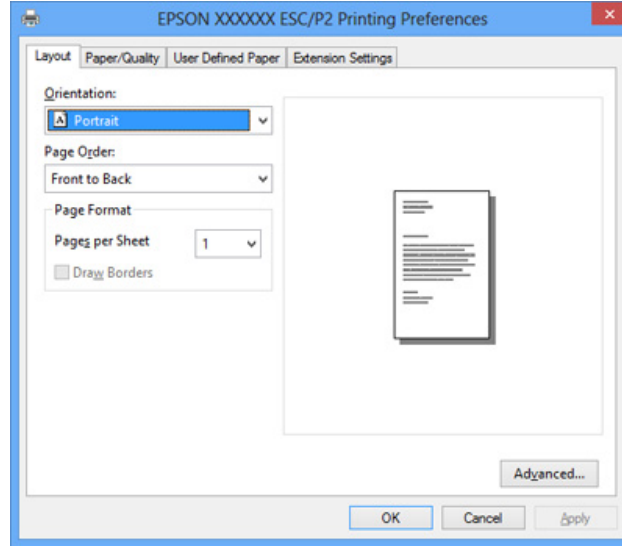 EPSON XXXXXX ESC/P2 Printing Preferences
Layout Paper/Quality User Defined Paper Extension Settings
Orientation:
A Portrait
Page Order:
Front to Back
Page Format
Pages per Sheet 1
Draw Borders
Advanced...
OK Cancel Apply